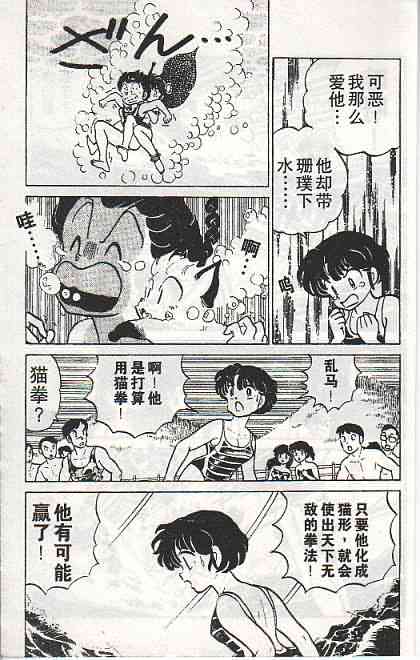 ざん…
可恶！
我那么
爱他…
他却带
珊璞下
水……
呜
哇……
啊……
乱马！
啊！他
是打算
用猫拳！
猫拳？
只要他化成
猫形，就会
使出天下无
敌的拳法！
他有可能
赢了！